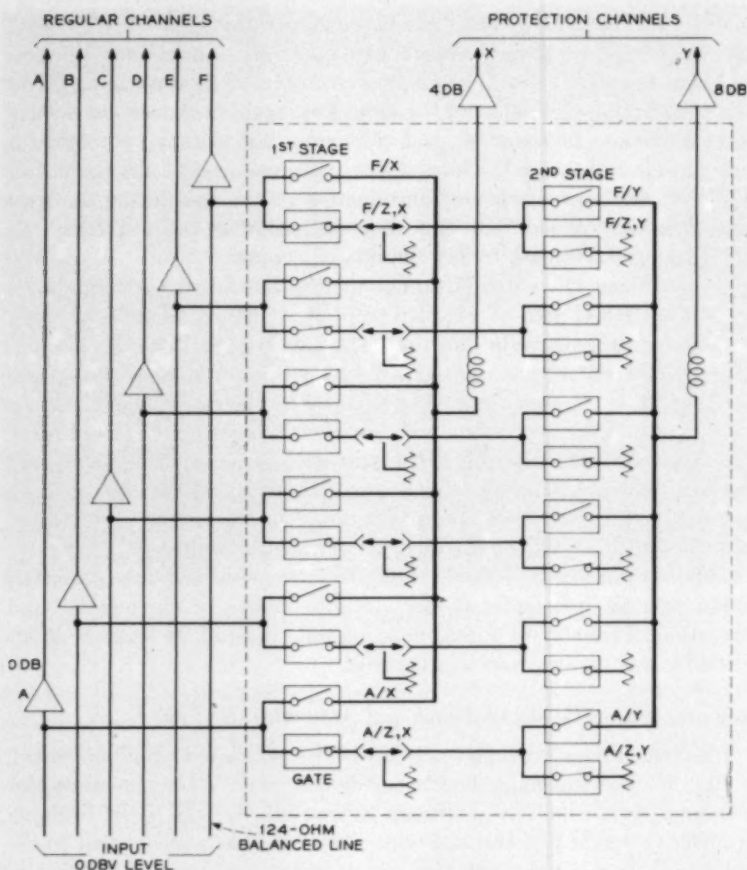 REGULAR CHANNELS
PROTECTION CHANNELS
A B C D E F
X Y
4 DB 8 DB
1ST STAGE
F/X
2ND STAGE
F/Z, X
F/Y
F/Z, Y
0 DB
A
A/X
A/Y
A/Z, X
A/Z, Y
GATE
124-OHM
BALANCED LINE
INPUT
0 DBV LEVEL